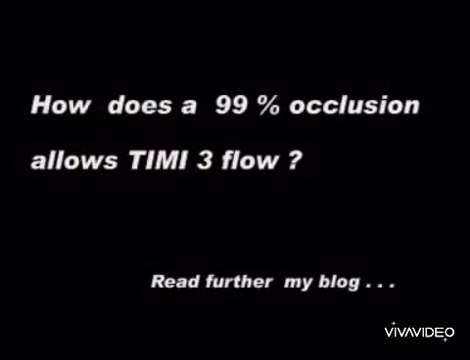 How does a 99 % occlusion
allows TIMI 3 flow ?
Read further my blog . . .
VIVAVIDEO